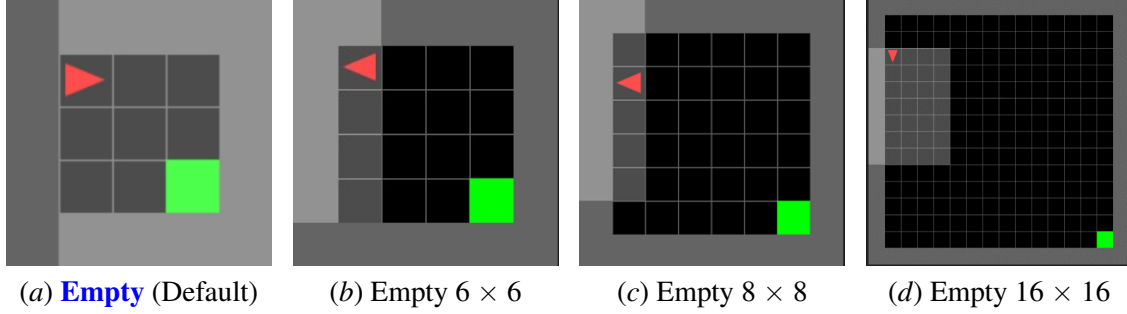 (a) Empty (Default)
(b) Empty 6 × 6
(c) Empty 8 × 8
(d) Empty 16 × 16